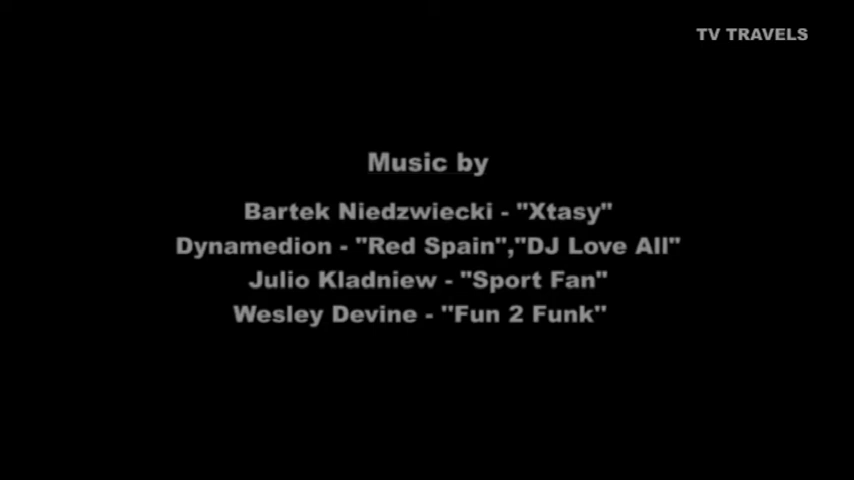 TV TRAVELS
Music by
Bartek Niedzwiecki - "Xtasy"
Dynamedion - "Red Spain","DJ Love All"
Julio Kladniew - "Sport Fan"
Wesley Devine - "Fun 2 Funk"